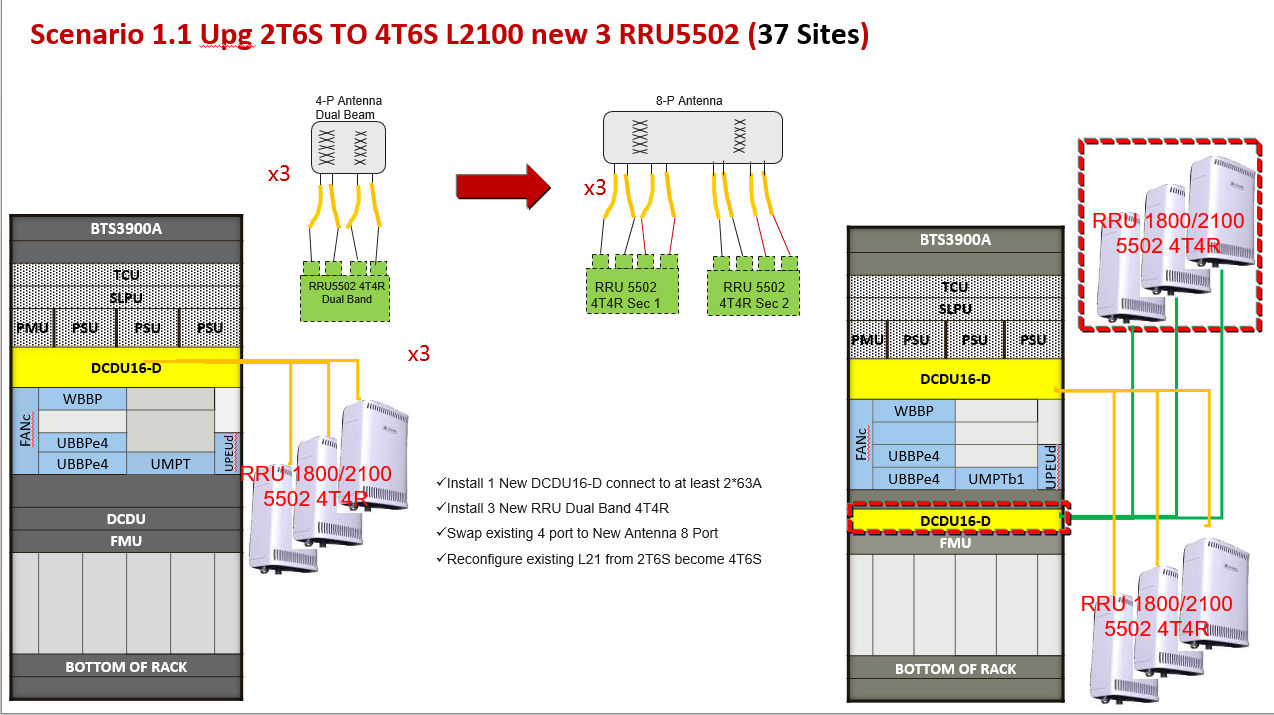 Scenario 1.1 Upg 2T6S TO 4T6S L2100 new 3 RRU5502 (37 Sites)
4-P Antenna
Dual Beam
x3
RRU5502 4T4R
Dual Band
8-P Antenna
x3
RRU 5502
4T4R Sec 1
RRU 5502
4T4R Sec 2
BTS3900A
TCU
SLPU
PMU PSU PSU PSU
DCDU16-D
FANc
WBBP
UBBPe4
UBBPe4 UMPT
UPEUd
DCDU
FMU
BOTTOM OF RACK
x3
RRU 1800/2100
5502 4T4R
✓Install 1 New DCDU16-D connect to at least 2*63A
✓Install 3 New RRU Dual Band 4T4R
✓Swap existing 4 port to New Antenna 8 Port
✓Reconfigure existing L21 from 2T6S become 4T6S
BTS3900A
TCU
SLPU
PMU PSU PSU PSU
DCDU16-D
FANc
WBBP
UBBPe4
UBBPe4 UMPTb1
UPEUd
DCDU16-D
FMU
BOTTOM OF RACK
RRU 1800/2100
5502 4T4R
RRU 1800/2100
5502 4T4R